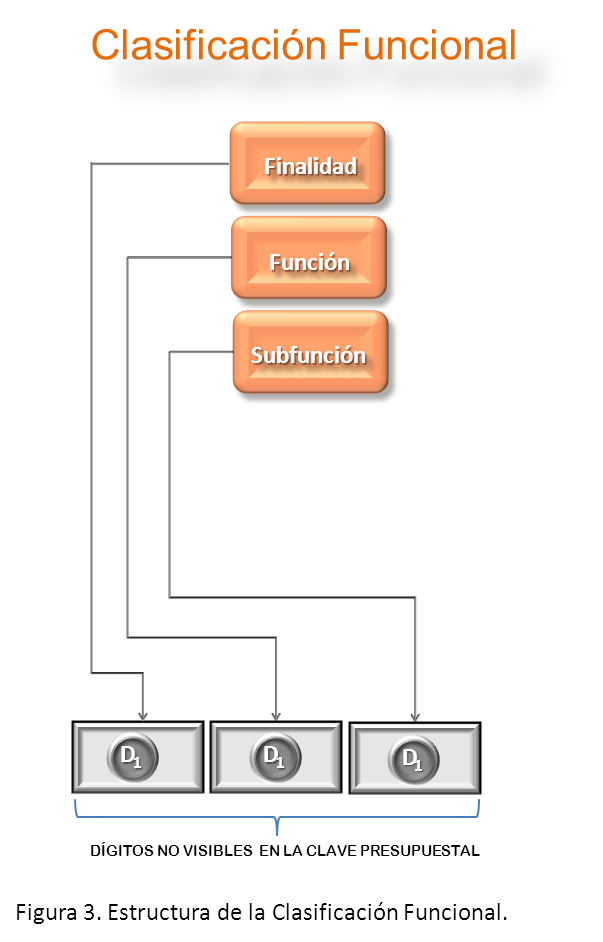 Clasificación Funcional
Finalidad
Función
Subfunción
D1 D1 D1
DÍGITOS NO VISIBLES EN LA CLAVE PRESUPUESTAL
Figura 3. Estructura de la Clasificación Funcional.